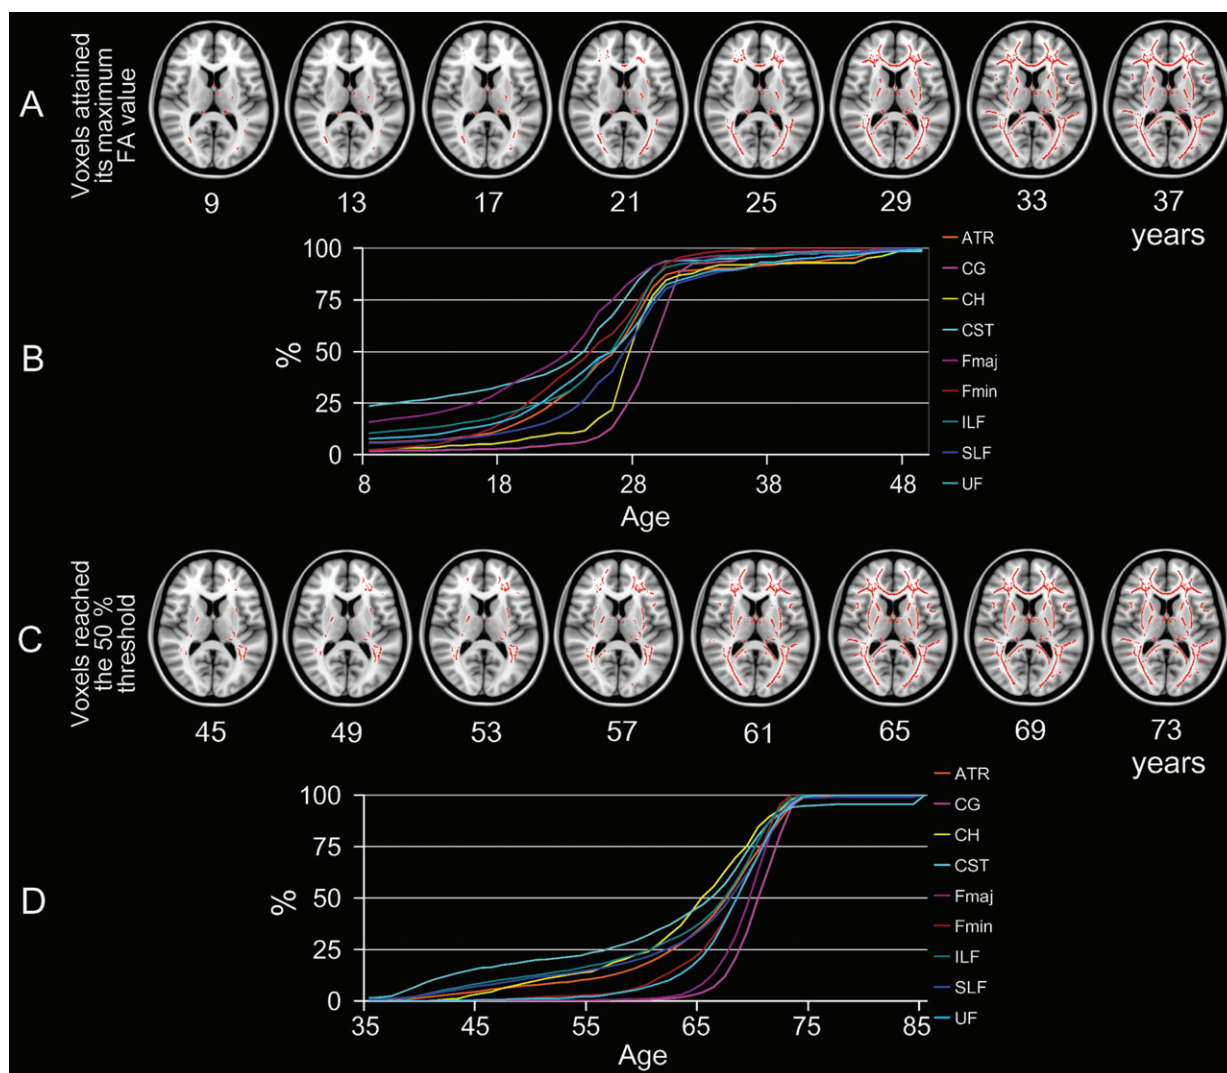 A
Voxels attained
its maximum
FA value
9 13 17 21 25 29 33 37
years
B
%
100
75
50
25
0
8 18 28 38 48
Age
ATR
CG
CH
CST
Fmaj
Fmin
ILF
SLF
UF
C
Voxels reached
the 50 %
threshold
45 49 53 57 61 65 69 73
years
D
%
100
75
50
25
0
35 45 55 65 75 85
Age
ATR
CG
CH
CST
Fmaj
Fmin
ILF
SLF
UF